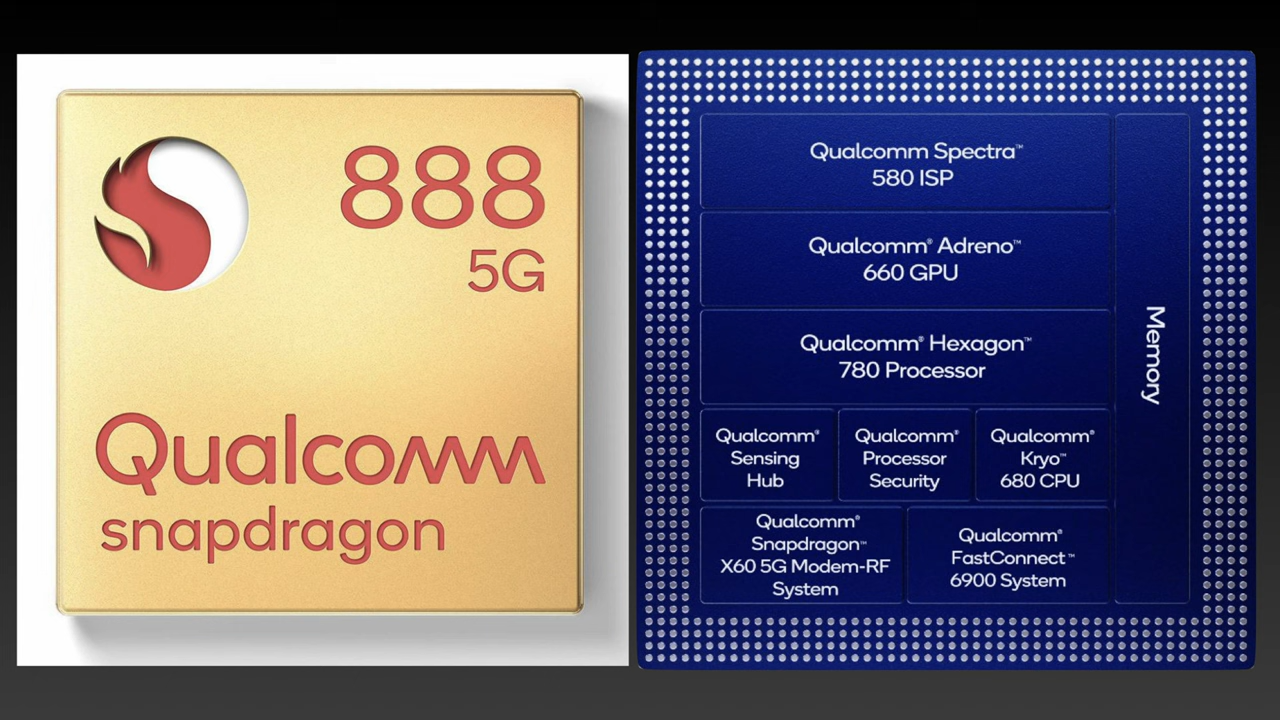 888
5G
Qualcomm
snapdragon
Qualcomm Spectra™
580 ISP
Qualcomm® Adreno™
660 GPU
Qualcomm® Hexagon™
780 Processor
Qualcomm®
Sensing
Hub
Qualcomm®
Processor
Security
Qualcomm®
Kryo™
680 CPU
Qualcomm®
Snapdragon™
X60 5G Modem-RF
System
Qualcomm®
FastConnect™
6900 System
Memory